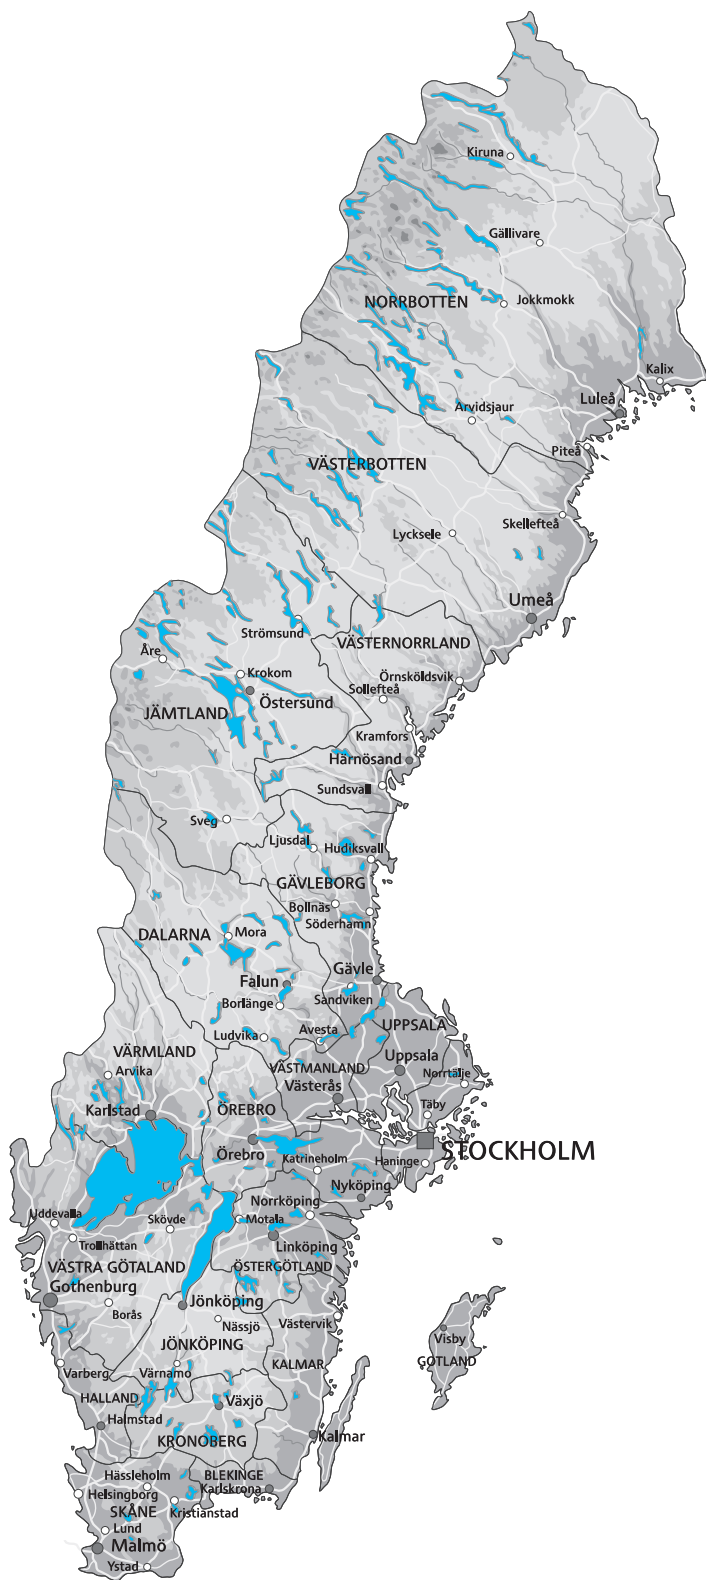 Kiruna
Gällivare
NORRBOTTEN
Jokkmokk
Kalix
Luleå
Arvidsjaur
Piteå
VÄSTERBOTTEN
Skellefteå
Lycksele
Umeå
Strömsund
VÄSTERNORRLAND
Åre
Krokom
Örnsköldsvik
Sollefteå
Östersund
JÄMTLAND
Kramfors
Härnösand
Sundsvall
Sveg
Ljusdal
Hudiksvall
GÄVLEBORG
Bollnäs
Söderhamn
DALARNA
Mora
Gävle
Falun
Sandviken
Borlänge
UPPSALA
Avesta
Ludvika
VÄRMLAND
Uppsala
VÄSTMANLAND
Arvika
Norrtälje
Västerås
Karlstad
ÖREBRO
Täby
STOCKHOLM
Örebro
Katrineholm
Haninge
Nyköping
Norrköping
Uddevalla
Skövde
Motala
Trollhättan
Linköping
VÄSTRA GÖTALAND
ÖSTERGÖTLAND
Gothenburg
Jönköping
Borås
Nässjö
Västervik
Visby
JÖNKÖPING
GOTLAND
KALMAR
Varberg
Värnamo
HALLAND
Växjö
Halmstad
Kalmar
KRONOBERG
Hässleholm
BLEKINGE
Karlskrona
Helsingborg
SKÅNE
Kristianstad
Lund
Malmö
Ystad